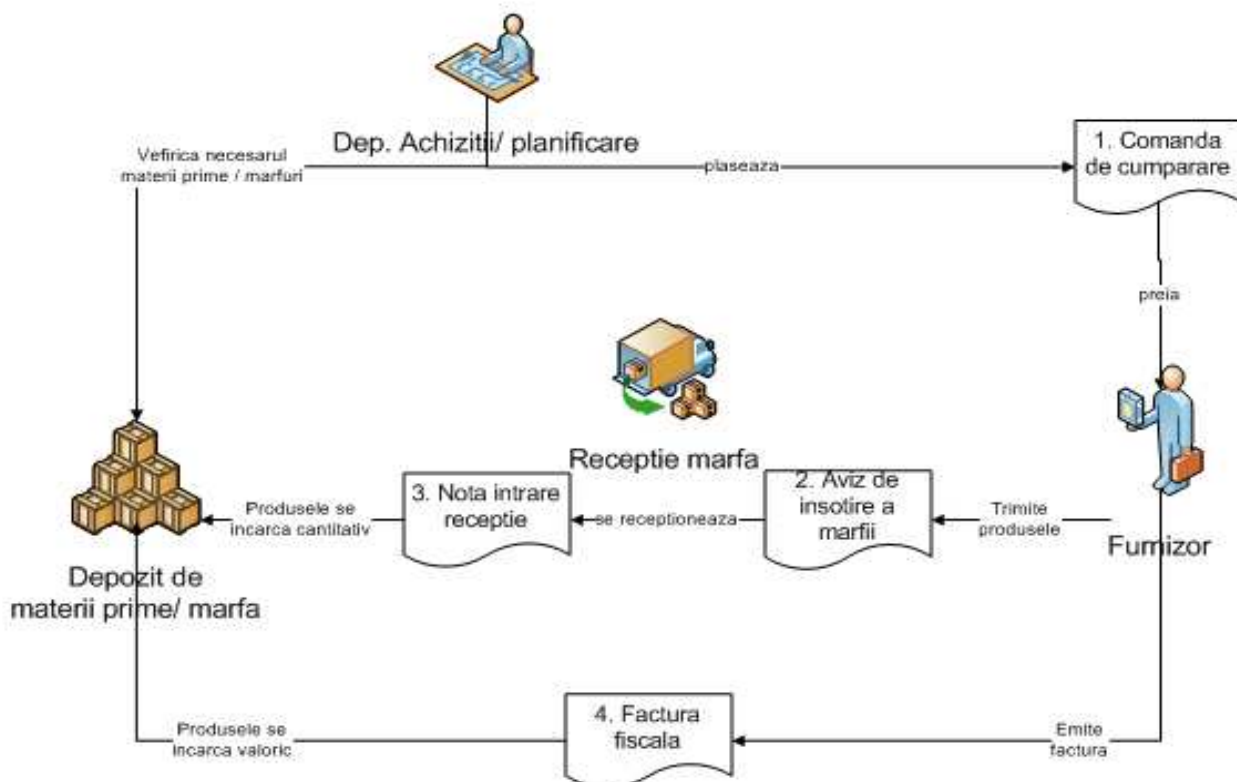 Dep. Achizitii/ planificare
Vefirica necesarul
materii prime / marfuri
plaseaza
1. Comanda
de cumparare
preia
Receptie marfa
Furnizor
Trimite
produsele
2. Aviz de
insotire a
marfii
se receptioneaza
3. Nota intrare
receptie
Produsele se
incarca cantitativ
Depozit de
materii prime/ marfa
Emite
factura
4. Factura
fiscala
Produsele se
incarca valoric